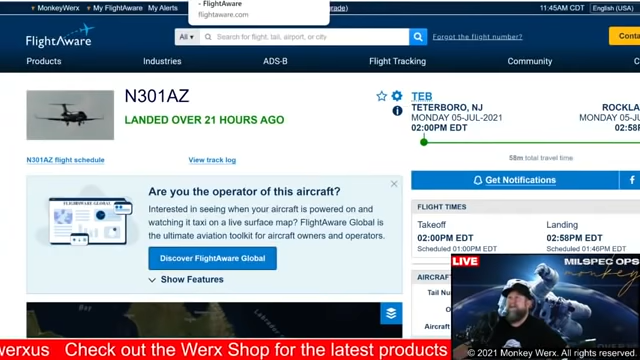 - FlightAware
flightaware.com
MonkeyWerx
My FlightAware
My Alerts
11:45AM CDT
English (USA)
FlightAware
All
Search for flight, tail, airport, or city
Forgot the flight number?
Products
Industries
ADS-B
Flight Tracking
Community
N301AZ
LANDED OVER 21 HOURS AGO
TEB
TETERBORO, NJ
MONDAY 05-JUL-2021
02:00PM EDT
58m total travel time
N301AZ flight schedule
View track log
Get Notifications
Are you the operator of this aircraft?
Interested in seeing when your aircraft is powered on and
watching it taxi on a live surface map? FlightAware Global is
the ultimate aviation toolkit for aircraft owners and operators.
Discover FlightAware Global
Show Features
FLIGHT TIMES
Takeoff
Landing
02:00PM EDT
02:58PM EDT
Scheduled 01:00PM EDT
Scheduled 01:46PM EDT
LIVE
MILSPEC OPS
monkey
werxus Check out the Werx Shop for the latest products
© 2021 Monkey Werx. All rights reserved.